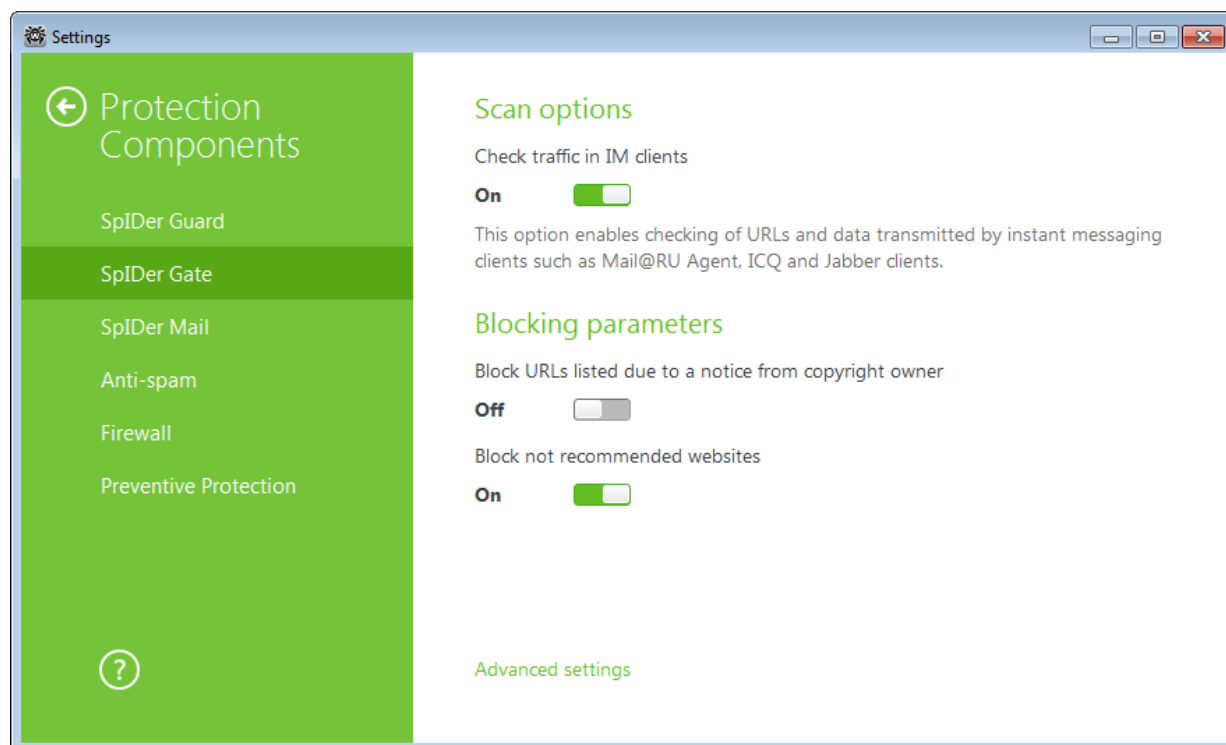 Settings
Protection
Components
SpIDer Guard
SpIDer Gate
SpIDer Mail
Anti-spam
Firewall
Preventive Protection
?
Scan options
Check traffic in IM clients
On
This option enables checking of URLs and data transmitted by instant messaging
clients such as Mail@RU Agent, ICQ and Jabber clients.
Blocking parameters
Block URLs listed due to a notice from copyright owner
Off
Block not recommended websites
On
Advanced settings